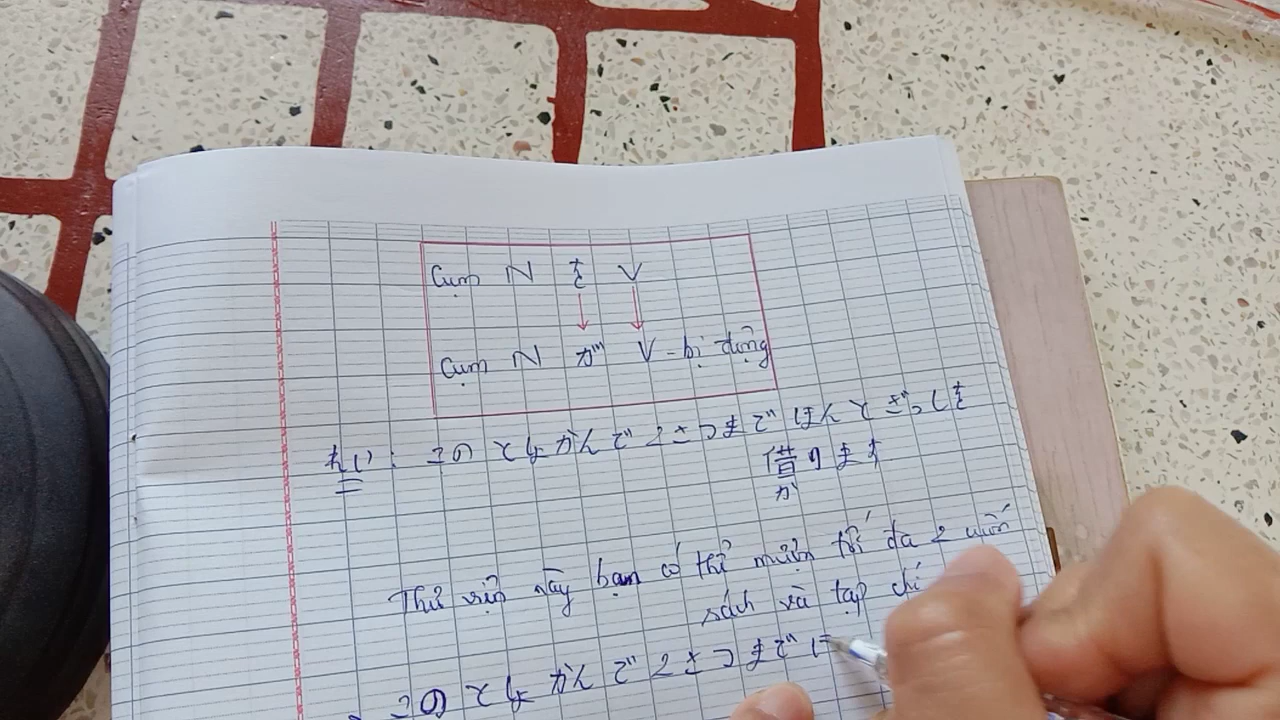 Cụm N を V
Cụm N が V - bị động
れい : このとしょかんで 2 さつまで ほんとざっしを
借ります
か
Thư viện này bạn có thể mượn tối đa 2 cuốn
sách và tạp chí
このとしょかんで 2 さつまで